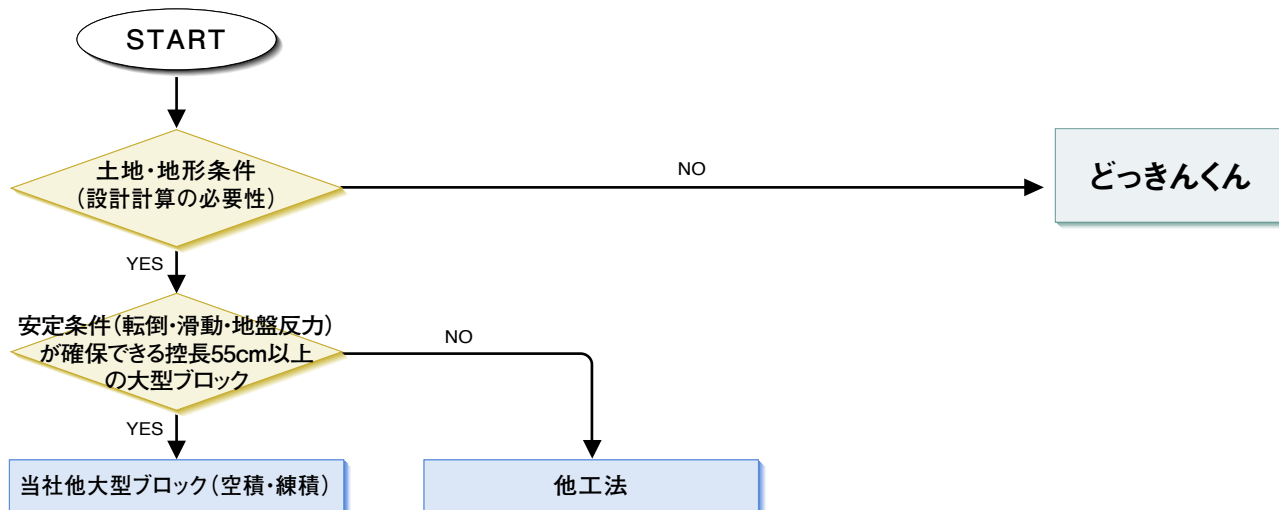 START
土地・地形条件
（設計計算の必要性）
NO
どっきんくん
YES
安定条件（転倒・滑動・地盤反力）
が確保できる控長55cm以上
の大型ブロック
NO
YES
当社他大型ブロック（空積・練積）
他工法